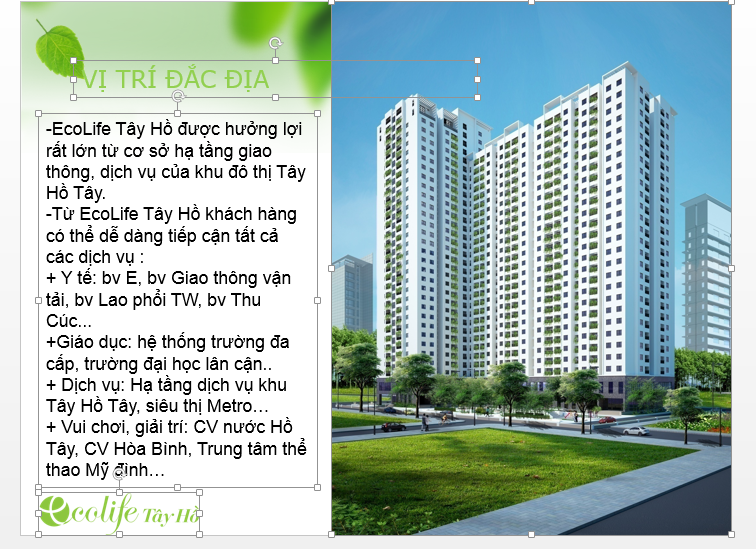 VỊ TRÍ ĐẮC ĐỊA
-EcoLife Tây Hồ được hưởng lợi
rất lớn từ cơ sở hạ tầng giao
thông, dịch vụ của khu đô thị Tây
Hồ Tây.
-Từ EcoLife Tây Hồ khách hàng
có thể dễ dàng tiếp cận tất cả
các dịch vụ :
+ Y tế: bv E, bv Giao thông vận
tải, bv Lao phổi TW, bv Thu
Cúc...
+Giáo dục: hệ thống trường đa
cấp, trường đại học lân cận..
+ Dịch vụ: Hạ tầng dịch vụ khu
Tây Hồ Tây, siêu thị Metro…
+ Vui chơi, giải trí: CV nước Hồ
Tây, CV Hòa Bình, Trung tâm thể
thao Mỹ đình…
ecolife Tây Hồ